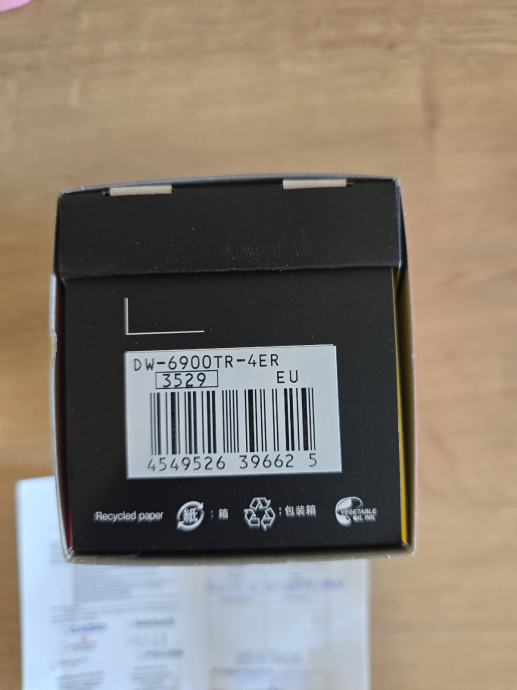 DW-6900TR-4ER
3529 EU
4549526 39662 5
Recycled paper 紙 : 箱 : 包装箱 VEGETABLE OIL INK